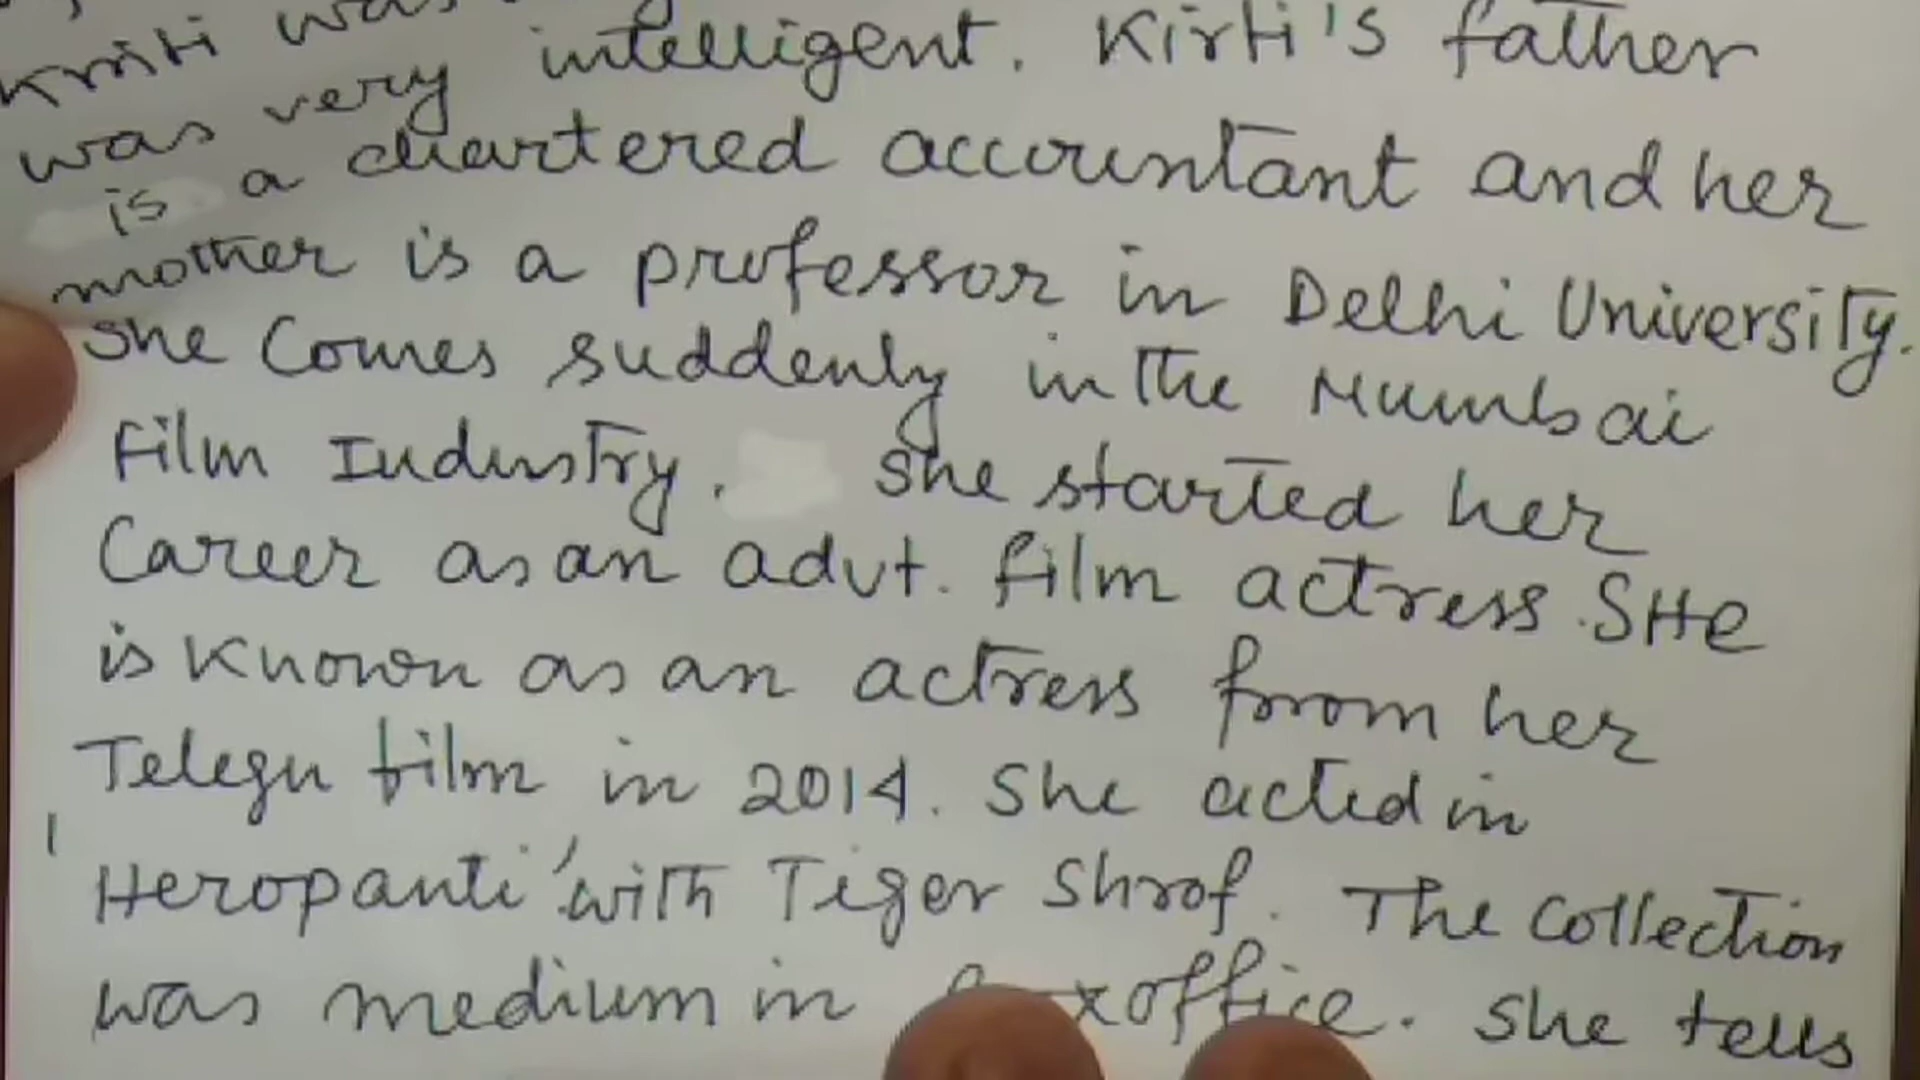 Kriti was
was very intelligent. Kirti's father
is a chartered accountant and her
mother is a professor in Delhi University.
She Comes suddenly in the Mumbai
Film Industry. She started her
Career as an advt. film actress. SHe
is known as an actress from her
Telegu film in 2014. She acted in
'Heropanti' with Tiger Shrof. The Collection
was medium in office. She tells